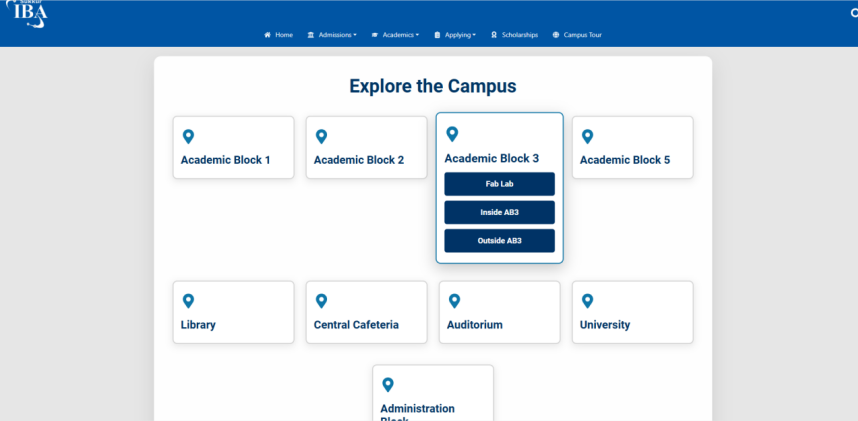 SUKKUR
IBA
Home Admissions Academics Applying Scholarships Campus Tour
Explore the Campus
Academic Block 1
Academic Block 2
Academic Block 3
Fab Lab
Inside AB3
Outside AB3
Academic Block 5
Library
Central Cafeteria
Auditorium
University
Administration
Block